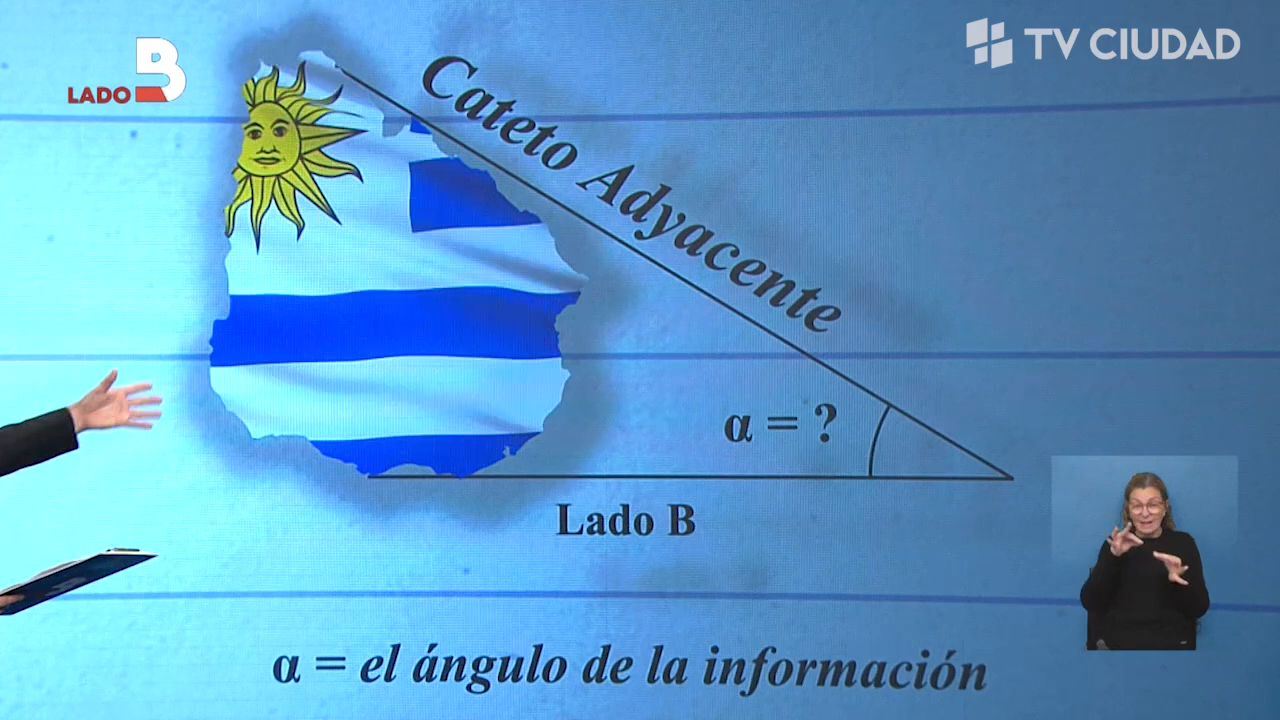 LADO B
TV CIUDAD
Cateto Adyacente
α = ?
Lado B
α = el ángulo de la información